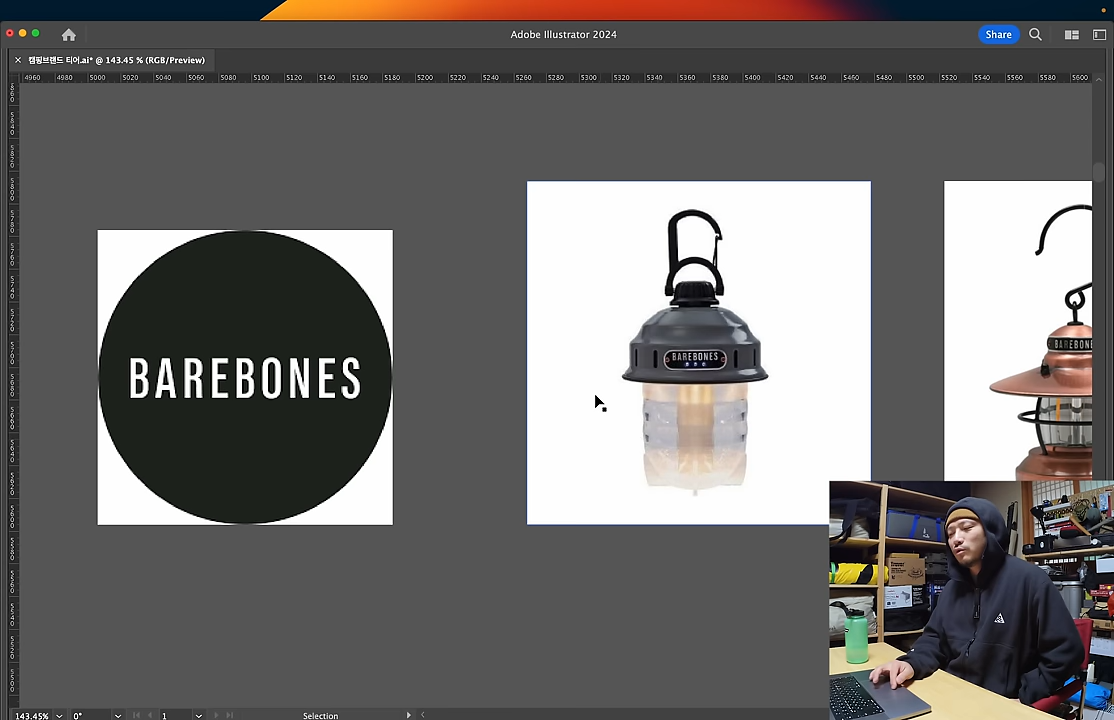 Adobe Illustrator 2024
Share
캠핑브랜드 티어.ai* @ 143.45 % (RGB/Preview)
4960 4980 5000 5020 5040 5060 5080 5100 5120 5140 5160 5180 5200 5220 5240 5260 5280 5300 5320 5340 5360 5380 5400 5420 5440 5460 5480 5500 5520 5540 5560 5580 5600
BAREBONES
BAREBONES
BAREBON
143.45% 0° 1 Selection